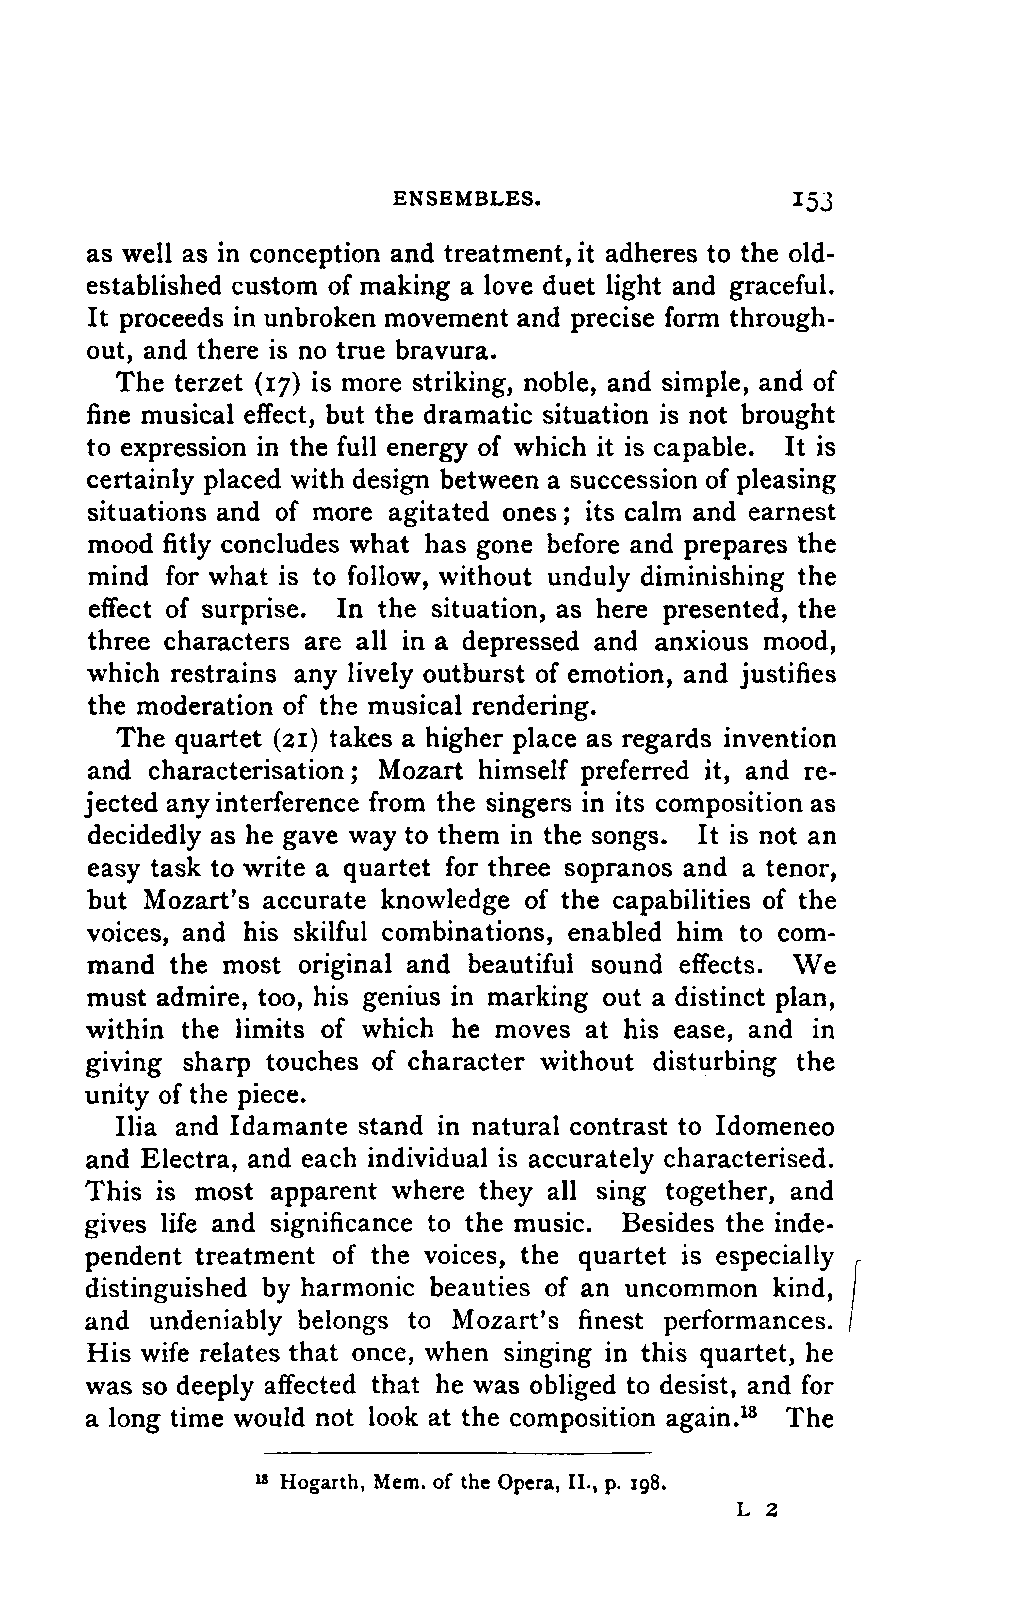 ENSEMBLES. 153
as well as in conception and treatment, it adheres to the old-
established custom of making a love duet light and graceful.
It proceeds in unbroken movement and precise form through-
out, and there is no true bravura.
The terzet (17) is more striking, noble, and simple, and of
fine musical effect, but the dramatic situation is not brought
to expression in the full energy of which it is capable. It is
certainly placed with design between a succession of pleasing
situations and of more agitated ones; its calm and earnest
mood fitly concludes what has gone before and prepares the
mind for what is to follow, without unduly diminishing the
effect of surprise. In the situation, as here presented, the
three characters are all in a depressed and anxious mood,
which restrains any lively outburst of emotion, and justifies
the moderation of the musical rendering.
The quartet (21) takes a higher place as regards invention
and characterisation; Mozart himself preferred it, and re-
jected any interference from the singers in its composition as
decidedly as he gave way to them in the songs. It is not an
easy task to write a quartet for three sopranos and a tenor,
but Mozart's accurate knowledge of the capabilities of the
voices, and his skilful combinations, enabled him to com-
mand the most original and beautiful sound effects. We
must admire, too, his genius in marking out a distinct plan,
within the limits of which he moves at his ease, and in
giving sharp touches of character without disturbing the
unity of the piece.
Ilia and Idamante stand in natural contrast to Idomeneo
and Electra, and each individual is accurately characterised.
This is most apparent where they all sing together, and
gives life and significance to the music. Besides the inde-
pendent treatment of the voices, the quartet is especially
distinguished by harmonic beauties of an uncommon kind,
and undeniably belongs to Mozart's finest performances.
His wife relates that once, when singing in this quartet, he
was so deeply affected that he was obliged to desist, and for
a long time would not look at the composition again.¹⁸ The
¹⁸ Hogarth, Mem. of the Opera, II., p. 198.
L 2